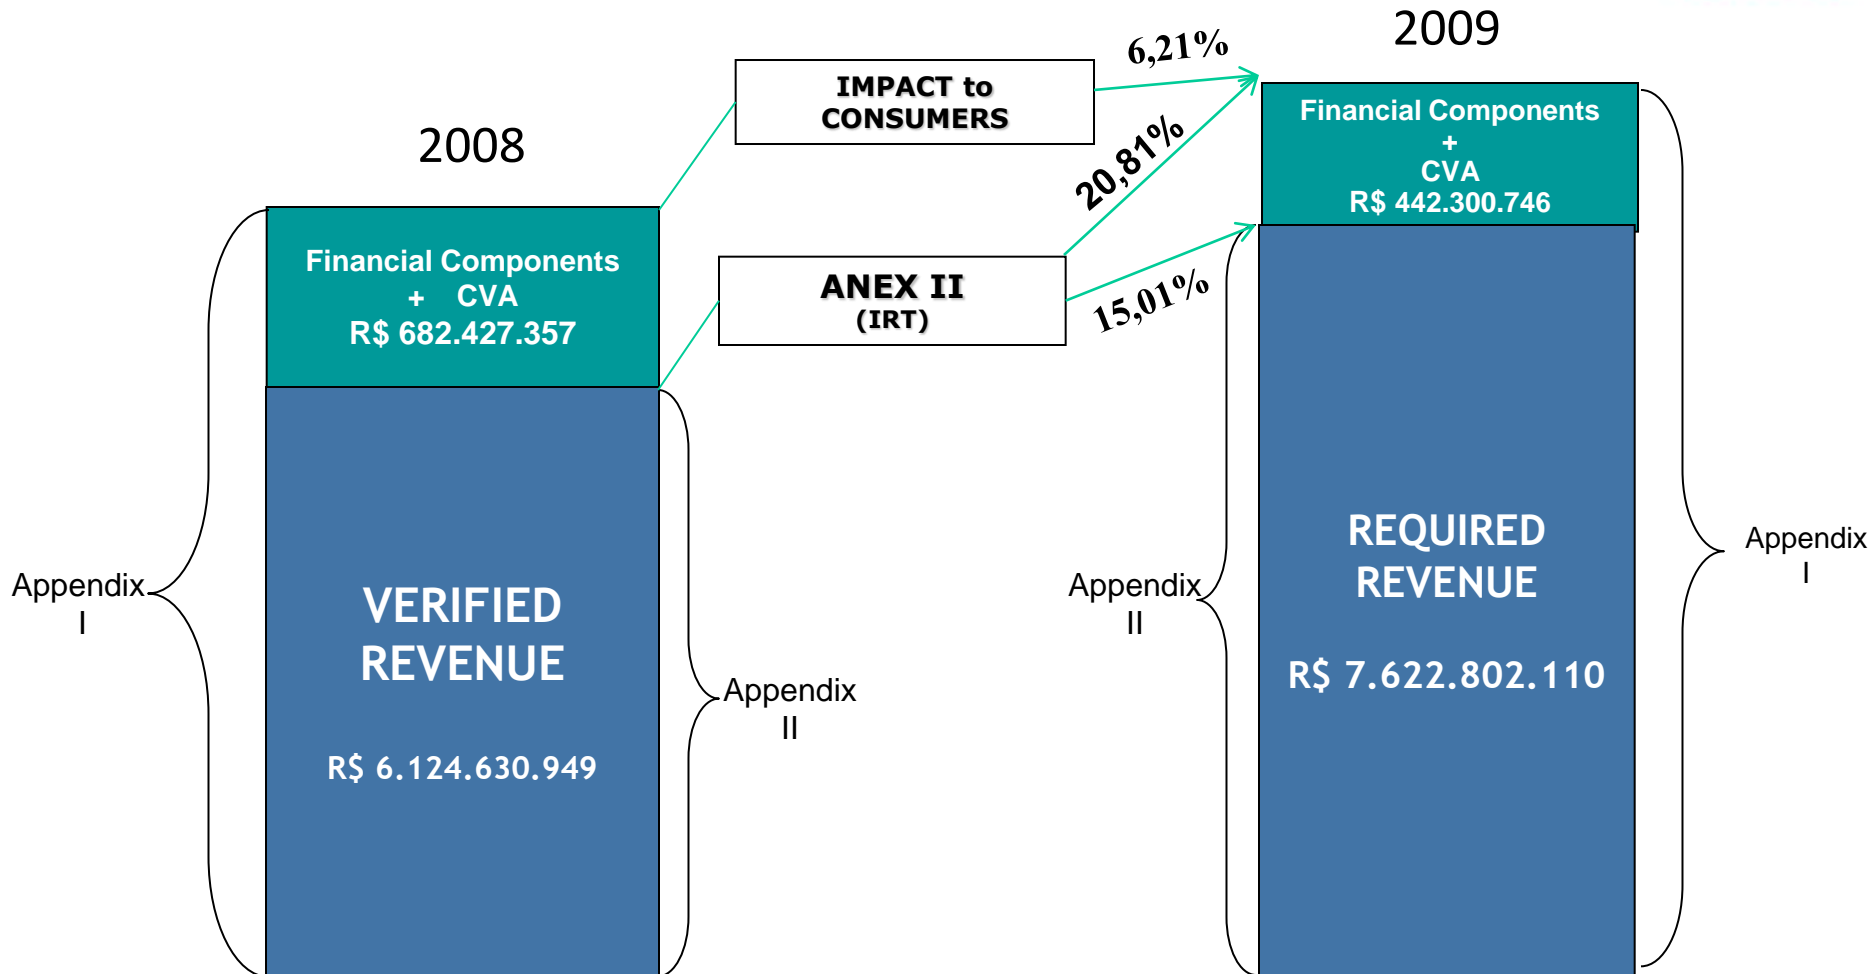 2009
6,21%
IMPACT to
CONSUMERS
2008
20,81%
Financial Components
+
CVA
R$ 442.300.746
Financial Components
+ CVA
R$ 682.427.357
ANEX II
(IRT)
15,01%
Appendix
I
VERIFIED
REVENUE
R$ 6.124.630.949
Appendix
II
Appendix
II
REQUIRED
REVENUE
R$ 7.622.802.110
Appendix
I